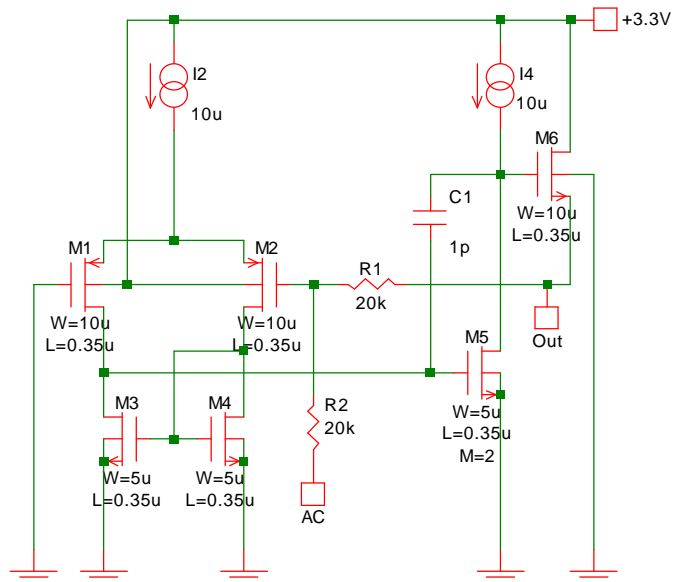 +3.3V
I2
10u
I4
10u
M6
W=10u
L=0.35u
C1
1p
M1
W=10u
L=0.35u
M2
W=10u
L=0.35u
R1
20k
Out
M5
W=5u
L=0.35u
M=2
M3
W=5u
L=0.35u
M4
W=5u
L=0.35u
R2
20k
AC